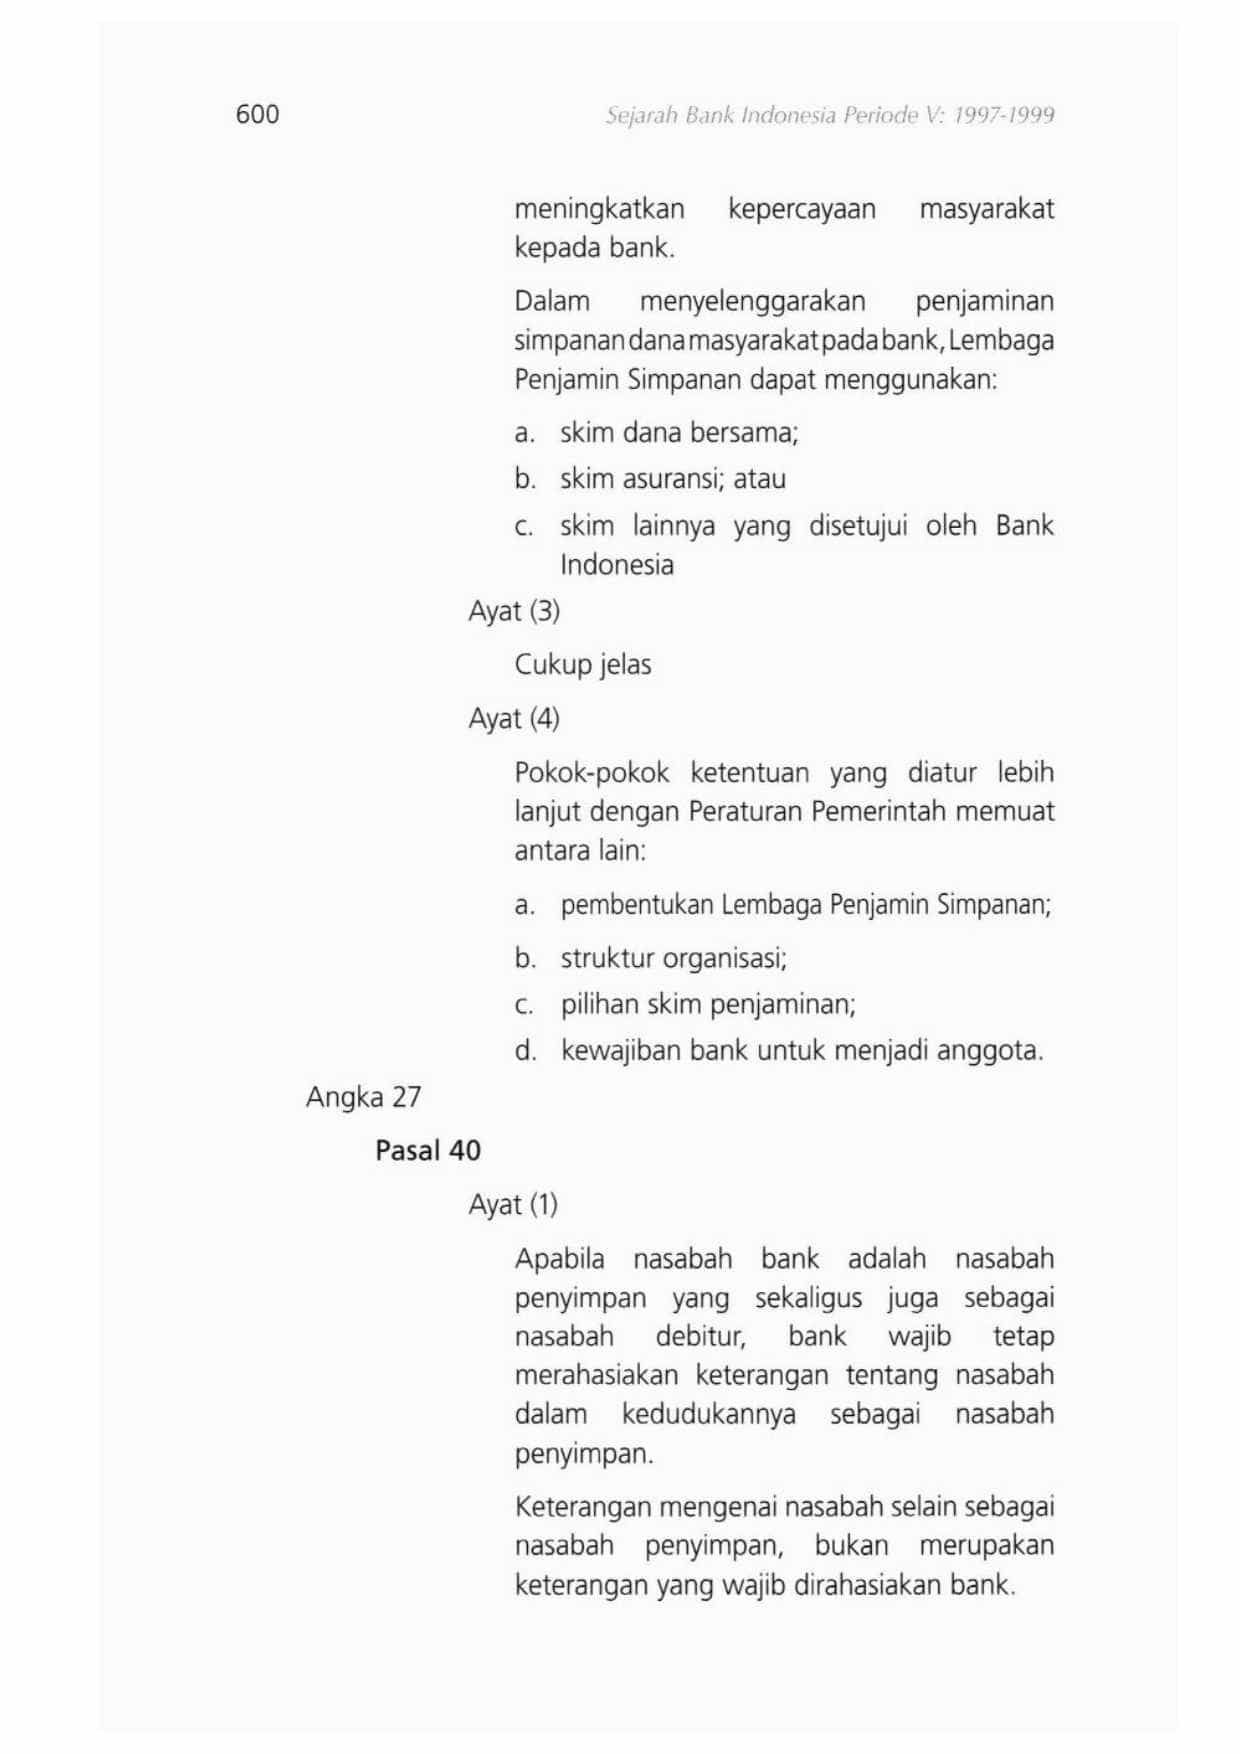 600
Sejarah Bank Indonesia Periode V: 1997-1999
meningkatkan kepercayaan masyarakat
kepada bank.
Dalam menyelenggarakan penjaminan
simpanan dana masyarakat pada bank, Lembaga
Penjamin Simpanan dapat menggunakan:
a. skim dana bersama;
b. skim asuransi; atau
c. skim lainnya yang disetujui oleh Bank
Indonesia
Ayat (3)
Cukup jelas
Ayat (4)
Pokok-pokok ketentuan yang diatur lebih
lanjut dengan Peraturan Pemerintah memuat
antara lain:
a. pembentukan Lembaga Penjamin Simpanan;
b. struktur organisasi;
c. pilihan skim penjaminan;
d. kewajiban bank untuk menjadi anggota.
Angka 27
Pasal 40
Ayat (1)
Apabila nasabah bank adalah nasabah
penyimpan yang sekaligus juga sebagai
nasabah debitur, bank wajib tetap
merahasiakan keterangan tentang nasabah
dalam kedudukannya sebagai nasabah
penyimpan.
Keterangan mengenai nasabah selain sebagai
nasabah penyimpan, bukan merupakan
keterangan yang wajib dirahasiakan bank.